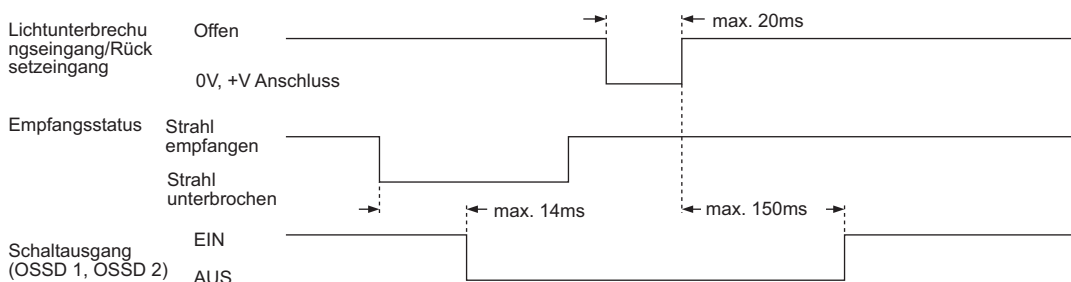 Lichtunterbrechu
ngseingang/Rück
setzeingang
Offen
max. 20ms
0V, +V Anschluss
Empfangsstatus
Strahl
empfangen
Strahl
unterbrochen
max. 14ms
max. 150ms
Schaltausgang
(OSSD 1, OSSD 2)
EIN
AUS